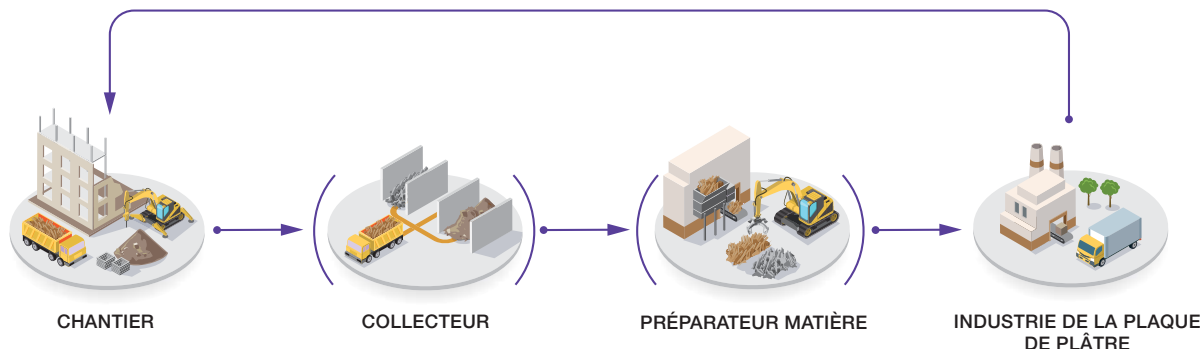 CHANTIER
COLLECTEUR
PRÉPARATEUR MATIÈRE
INDUSTRIE DE LA PLAQUE
DE PLÂTRE